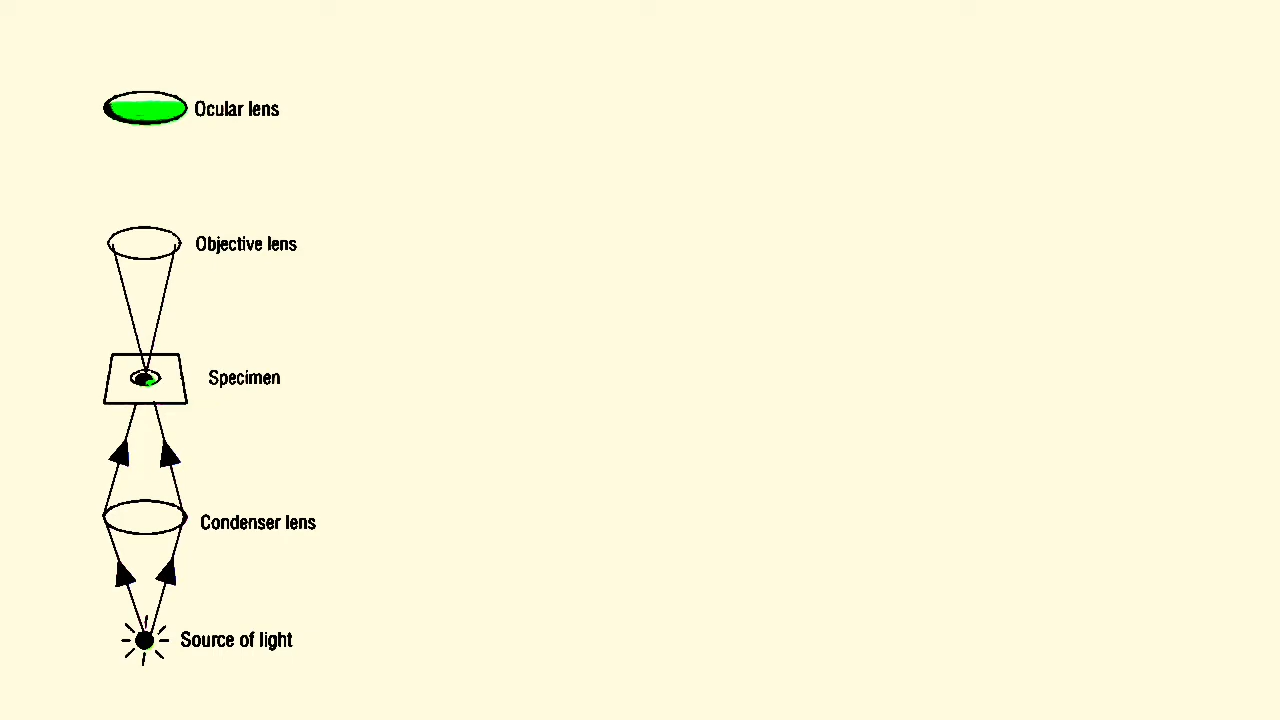 Ocular lens
Objective lens
Specimen
Condenser lens
Source of light